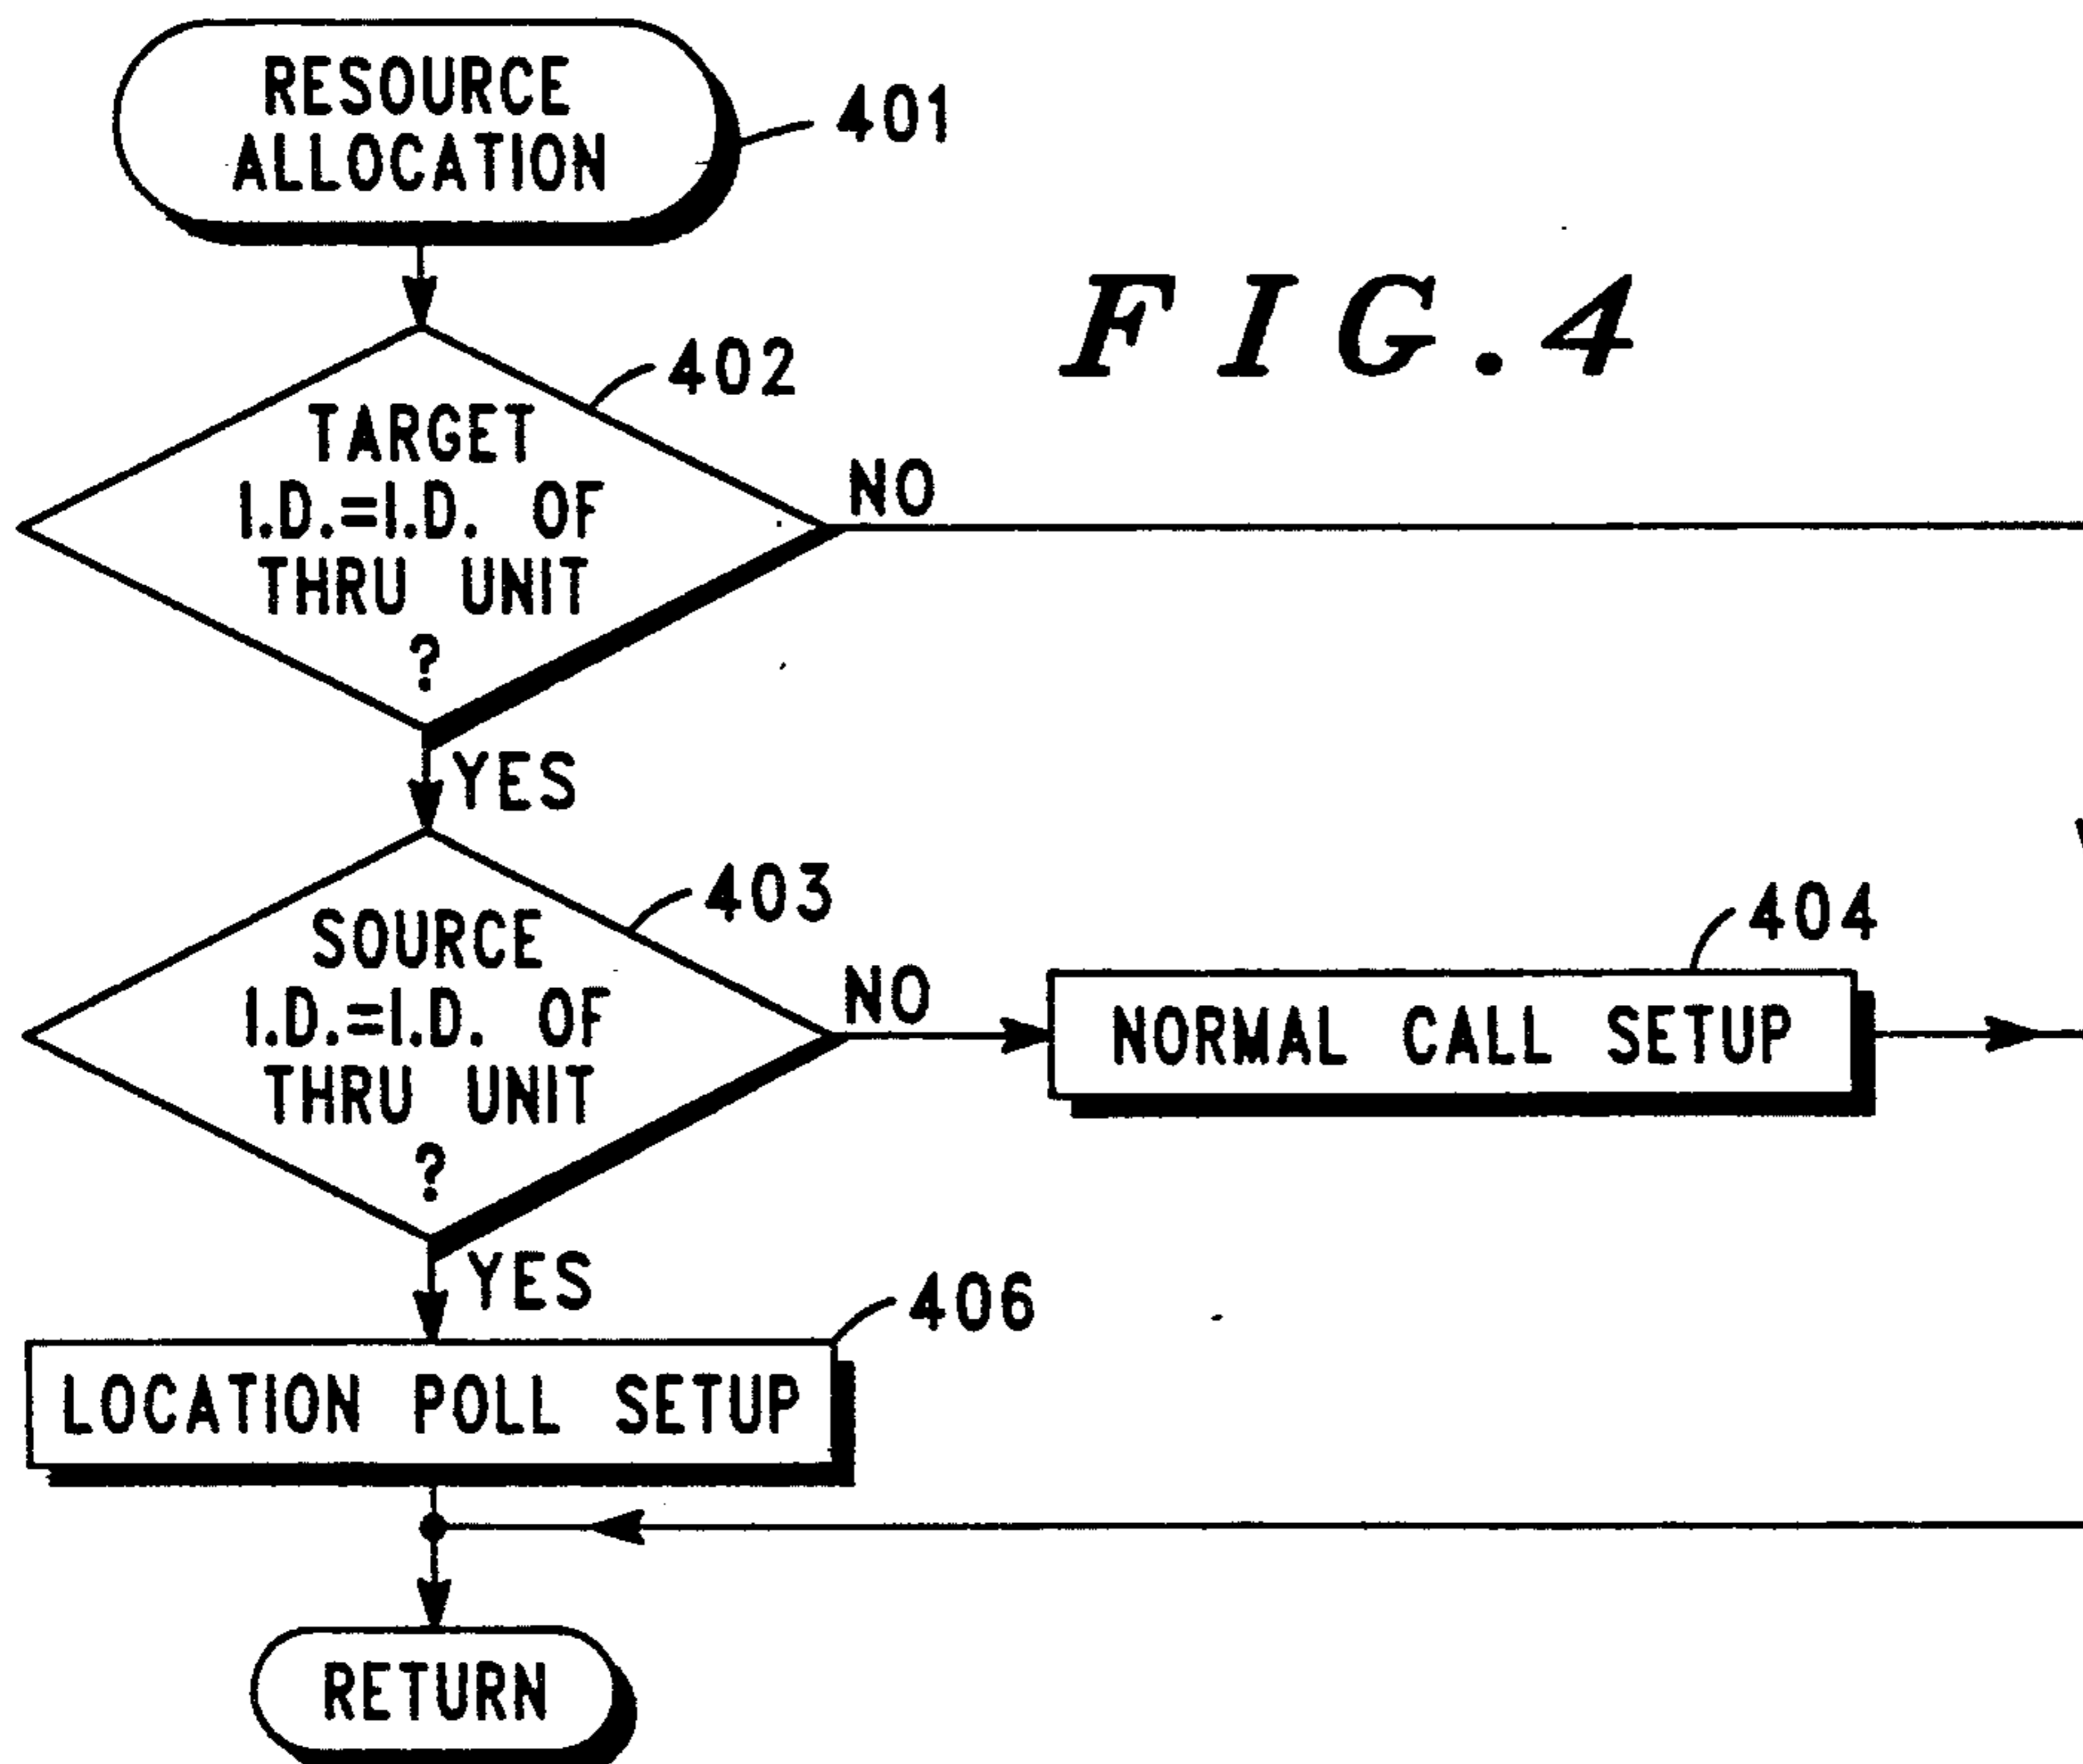 RESOURCE
ALLOCATION
401
FIG.4
402
TARGET
I.D.=I.D. OF
THRU UNIT
?
NO
YES
403
SOURCE
I.D.=I.D. OF
THRU UNIT
?
NO
404
NORMAL CALL SETUP
YES
406
LOCATION POLL SETUP
RETURN